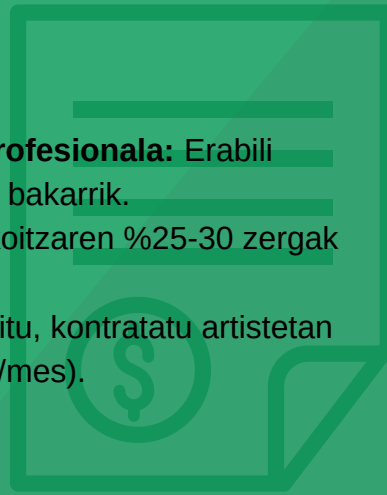 rofesionala: Erabili
bakarrik.
oitzaren %25-30 zergak
itu, kontratatu artistetan
/mes).
$